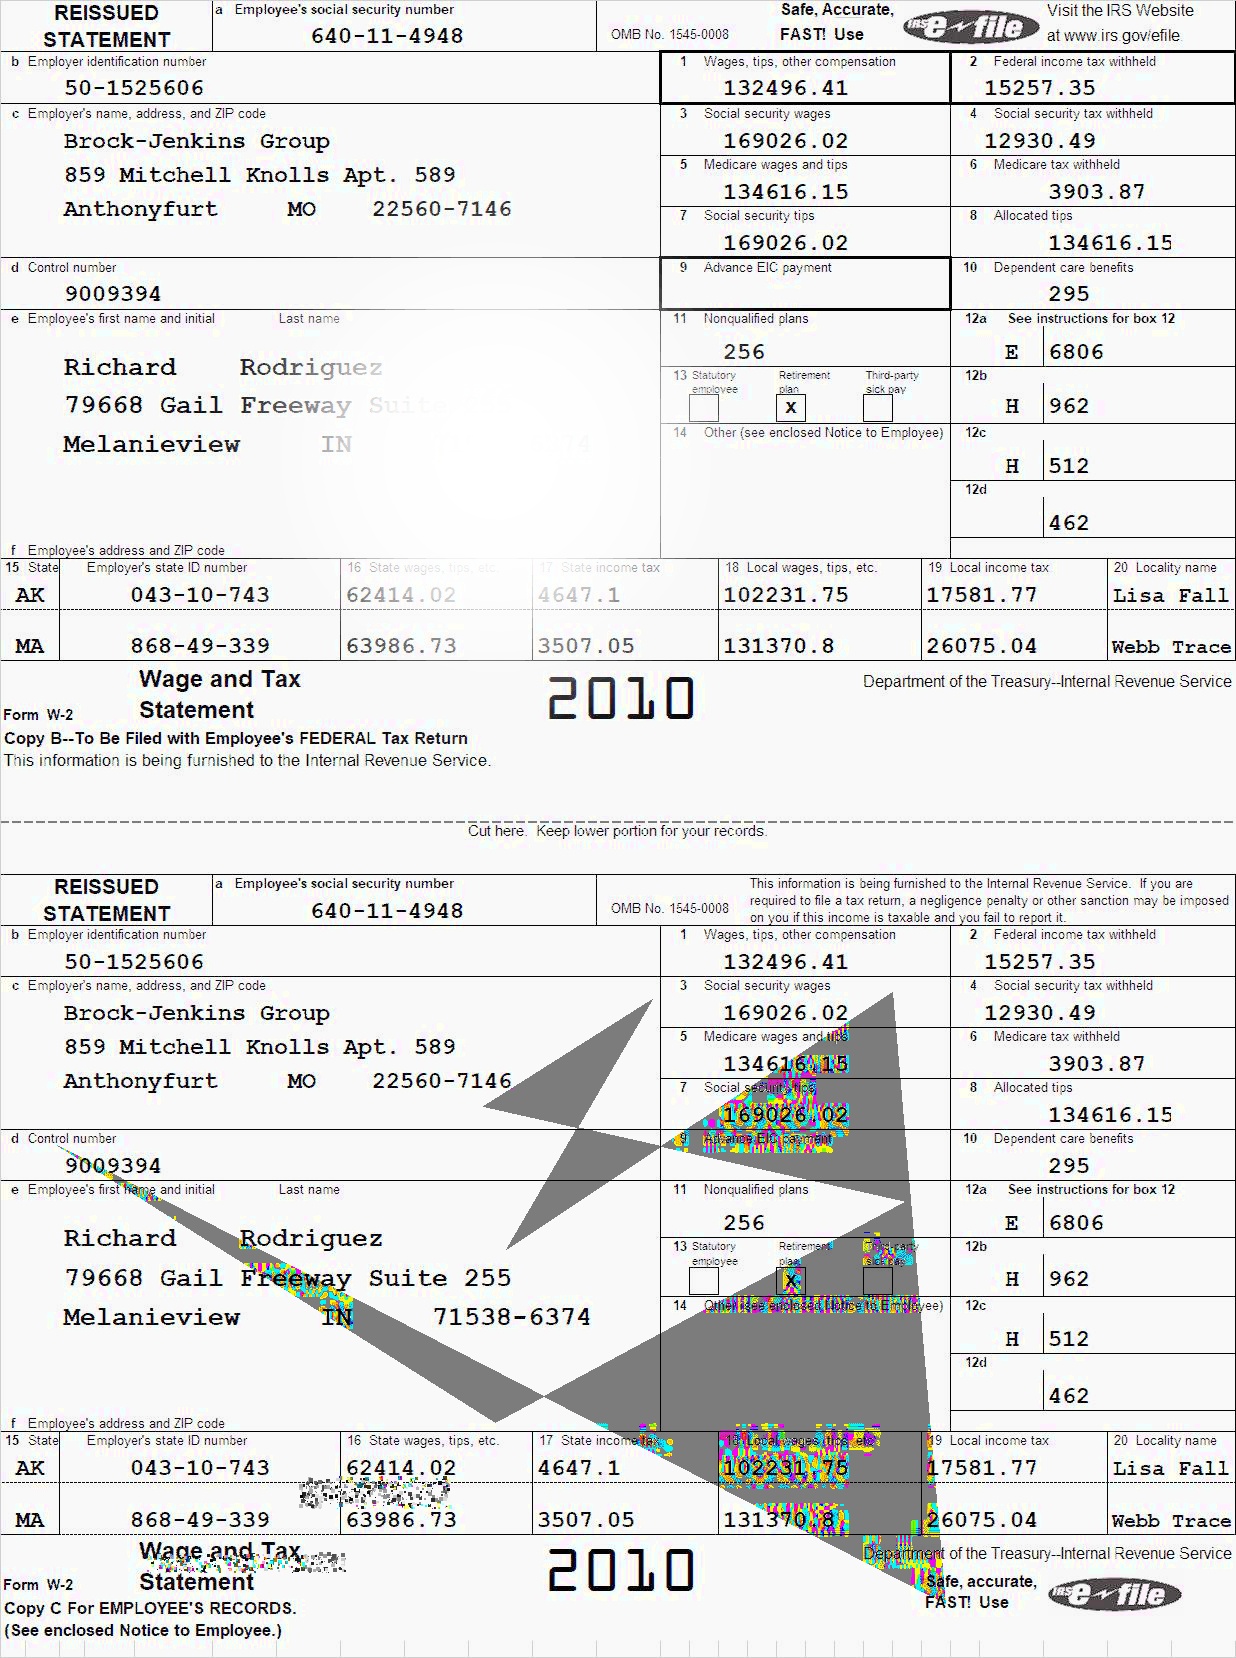 REISSUED STATEMENT
a Employee's social security number
640-11-4948
OMB No. 1545-0008
Safe, Accurate, FAST! Use
IRS e-file
Visit the IRS Website at www.irs.gov/efile
b Employer identification number
50-1525606
1 Wages, tips, other compensation
132496.41
2 Federal income tax withheld
15257.35
c Employer's name, address, and ZIP code
Brock-Jenkins Group
859 Mitchell Knolls Apt. 589
Anthonyfurt MO 22560-7146
3 Social security wages
169026.02
4 Social security tax withheld
12930.49
5 Medicare wages and tips
134616.15
6 Medicare tax withheld
3903.87
7 Social security tips
169026.02
8 Allocated tips
134616.15
d Control number
9009394
9 Advance EIC payment
10 Dependent care benefits
295
e Employee's first name and initial Last name
Richard Rodriguez
79668 Gail Freeway Suite
Melanieview IN
11 Nonqualified plans
256
12a See instructions for box 12
E 6806
13 Statutory employee Retirement plan Third-party sick pay
X
12b
H 962
14 Other (see enclosed Notice to Employee)
12c
H 512
12d
462
f Employee's address and ZIP code
15 State Employer's state ID number 16 State wages, tips, etc. 17 State income tax 18 Local wages, tips, etc. 19 Local income tax 20 Locality name
AK 043-10-743 62414.02 4647.1 102231.75 17581.77 Lisa Fall
MA 868-49-339 63986.73 3507.05 131370.8 26075.04 Webb Trace
Form W-2 Wage and Tax Statement
2010
Department of the Treasury--Internal Revenue Service
Copy B--To Be Filed with Employee's FEDERAL Tax Return
This information is being furnished to the Internal Revenue Service.
Cut here. Keep lower portion for your records.
REISSUED STATEMENT
a Employee's social security number
640-11-4948
OMB No. 1545-0008
This information is being furnished to the Internal Revenue Service. If you are
required to file a tax return, a negligence penalty or other sanction may be imposed
on you if this income is taxable and you fail to report it.
b Employer identification number
50-1525606
1 Wages, tips, other compensation
132496.41
2 Federal income tax withheld
15257.35
c Employer's name, address, and ZIP code
Brock-Jenkins Group
859 Mitchell Knolls Apt. 589
Anthonyfurt MO 22560-7146
3 Social security wages
169026.02
4 Social security tax withheld
12930.49
5 Medicare wages and tips
134616.15
6 Medicare tax withheld
3903.87
7 Social security tips
169026.02
8 Allocated tips
134616.15
d Control number
9009394
9 Advance EIC payment
10 Dependent care benefits
295
e Employee's first name and initial Last name
Richard Rodriguez
79668 Gail Freeway Suite 255
Melanieview IN 71538-6374
11 Nonqualified plans
256
12a See instructions for box 12
E 6806
13 Statutory employee Retirement plan Third-party sick pay
X
12b
H 962
14 Other (see enclosed Notice to Employee)
12c
H 512
12d
462
f Employee's address and ZIP code
15 State Employer's state ID number 16 State wages, tips, etc. 17 State income tax 18 Local wages, tips, etc. 19 Local income tax 20 Locality name
AK 043-10-743 62414.02 4647.1 102231.75 17581.77 Lisa Fall
MA 868-49-339 63986.73 3507.05 131370.8 26075.04 Webb Trace
Form W-2 Wage and Tax Statement
2010
Department of the Treasury--Internal Revenue Service
Safe, accurate, FAST! Use
IRS e-file
Copy C For EMPLOYEE'S RECORDS.
(See enclosed Notice to Employee.)